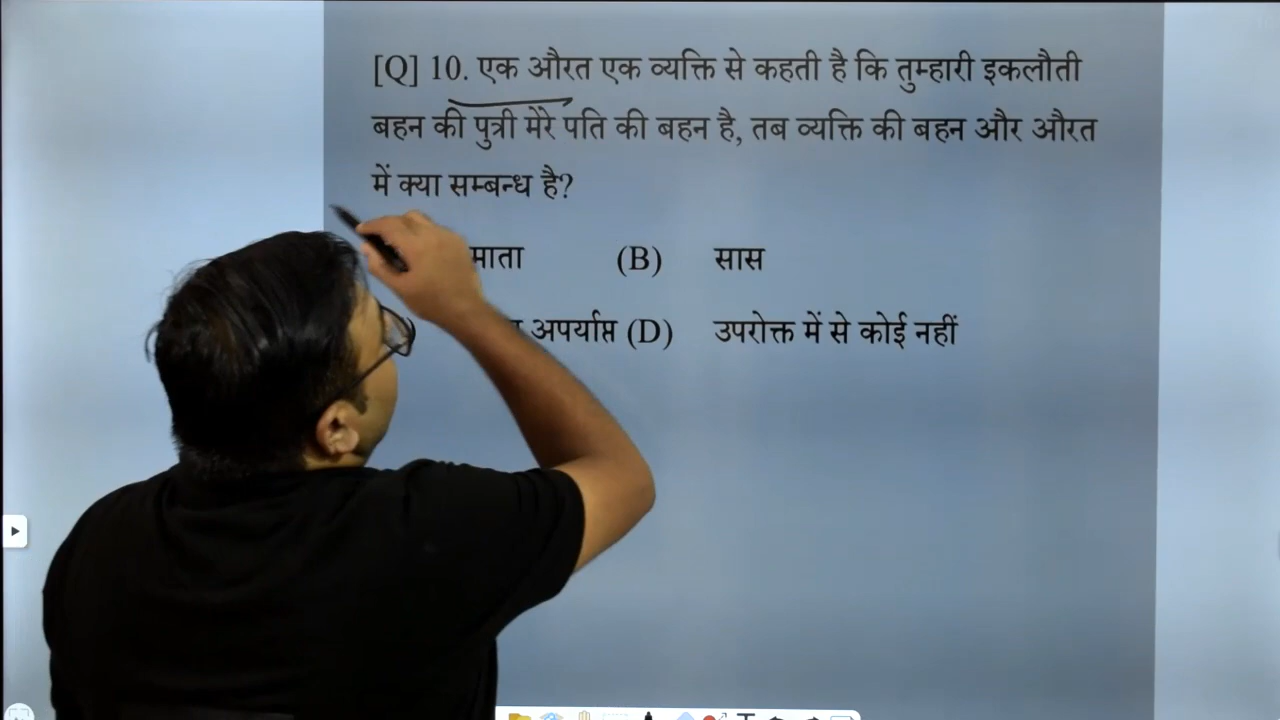 [Q] 10. एक औरत एक व्यक्ति से कहती है कि तुम्हारी इकलौती
बहन की पुत्री मेरे पति की बहन है, तब व्यक्ति की बहन और औरत
में क्या सम्बन्ध है?
माता (B) सास
अपर्याप्त (D) उपरोक्त में से कोई नहीं